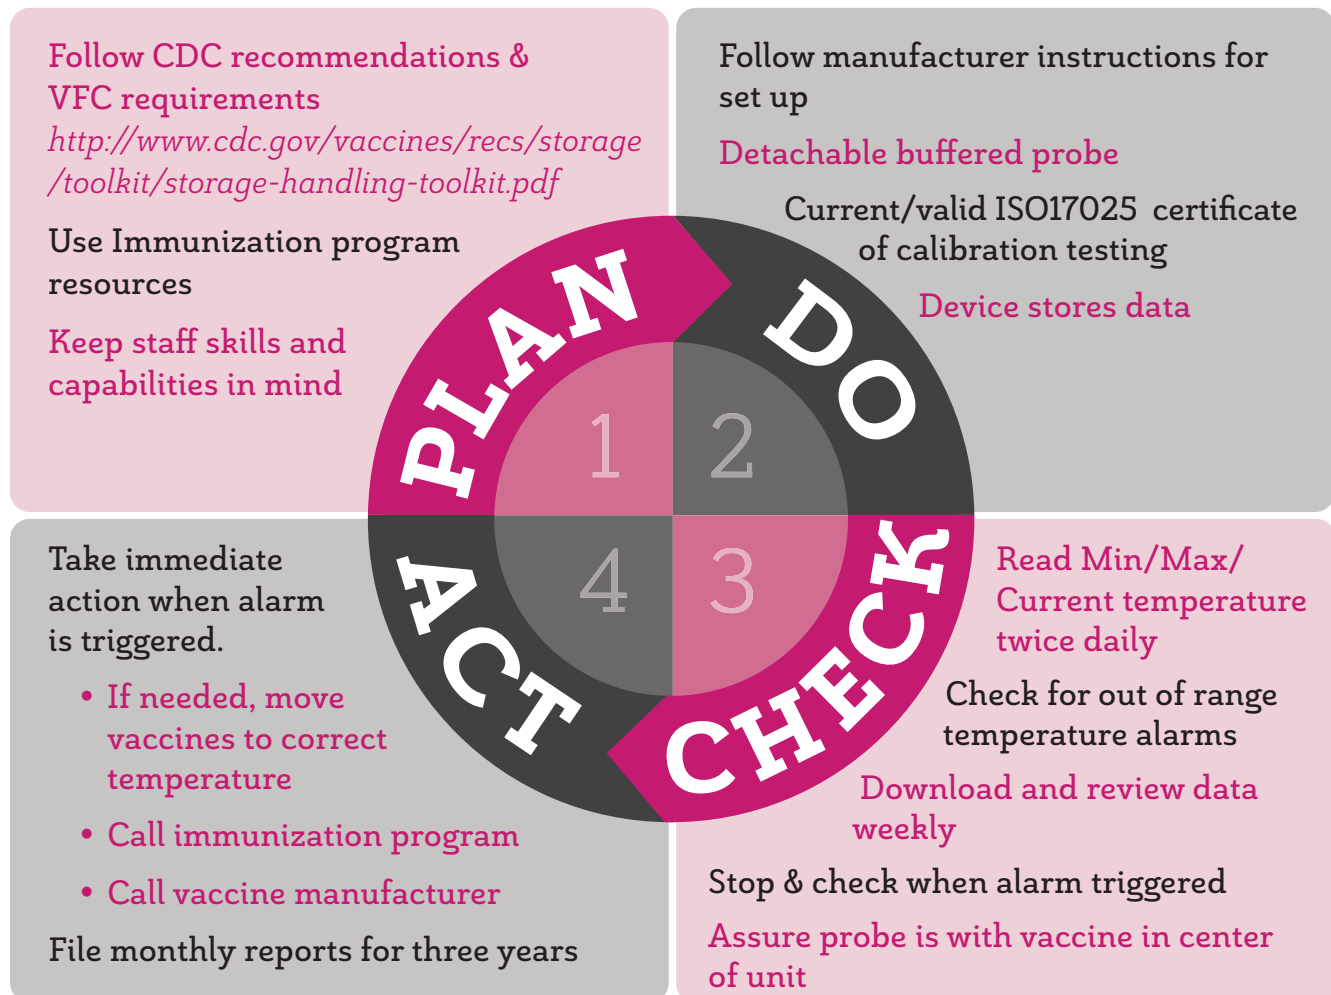 Follow CDC recommendations &
VFC requirements
http://www.cdc.gov/vaccines/recs/storage
/toolkit/storage-handling-toolkit.pdf
Use Immunization program
resources
Keep staff skills and
capabilities in mind
Follow manufacturer instructions for
set up
Detachable buffered probe
Current/valid ISO17025 certificate
of calibration testing
Device stores data
PLAN
DO
1
2
4
3
ACT
CHECK
Take immediate
action when alarm
is triggered.
• If needed, move
vaccines to correct
temperature
• Call immunization program
• Call vaccine manufacturer
File monthly reports for three years
Read Min/Max/
Current temperature
twice daily
Check for out of range
temperature alarms
Download and review data
weekly
Stop & check when alarm triggered
Assure probe is with vaccine in center
of unit